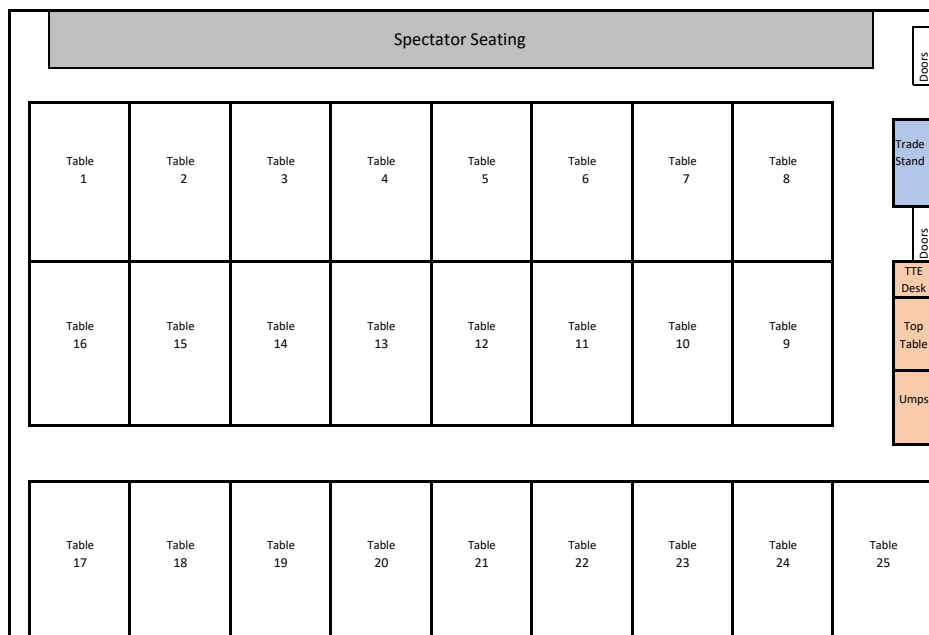 Spectator Seating
Doors
Table
1
Table
2
Table
3
Table
4
Table
5
Table
6
Table
7
Table
8
Trade
Stand
Doors
TTE
Desk
Table
16
Table
15
Table
14
Table
13
Table
12
Table
11
Table
10
Table
9
Top
Table
Umps
Table
17
Table
18
Table
19
Table
20
Table
21
Table
22
Table
23
Table
24
Table
25